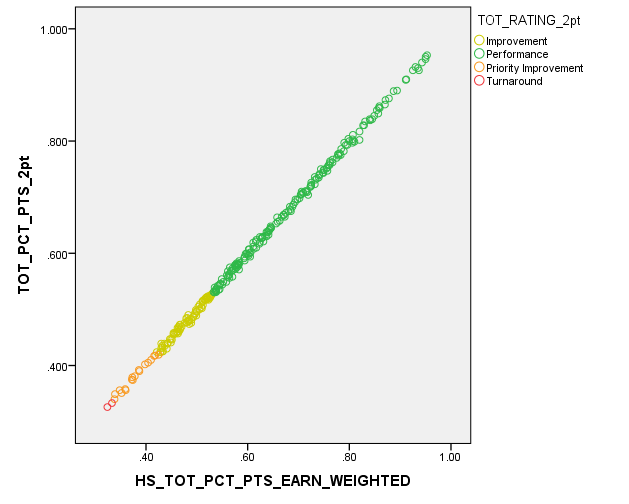 TOT_RATING_2pt
Improvement
Performance
Priority Improvement
Turnaround
1.000
.800
.600
.400
TOT_PCT_PTS_2pt
.40 .60 .80 1.00
HS_TOT_PCT_PTS_EARN_WEIGHTED